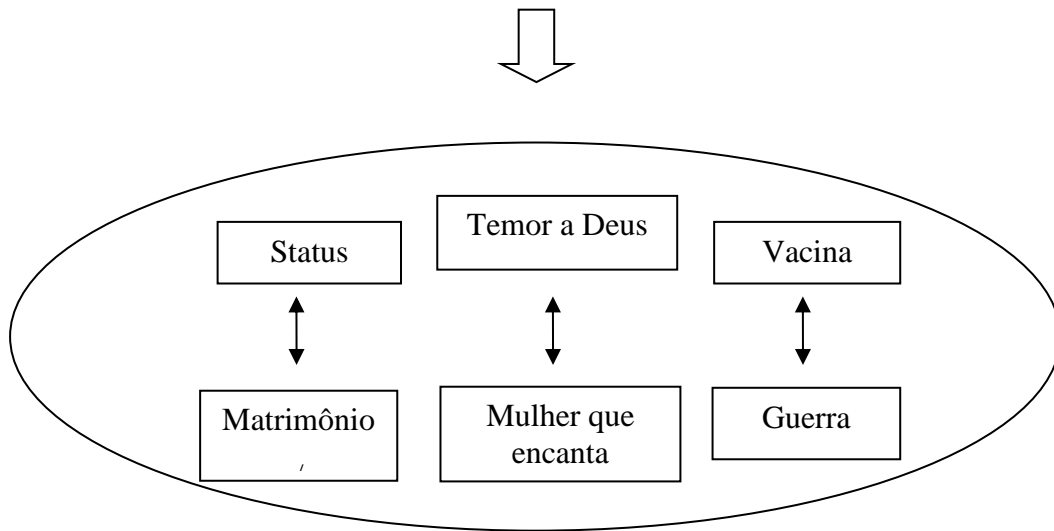 Status
Temor a Deus
Vacina
Matrimônio
,
Mulher que
encanta
Guerra